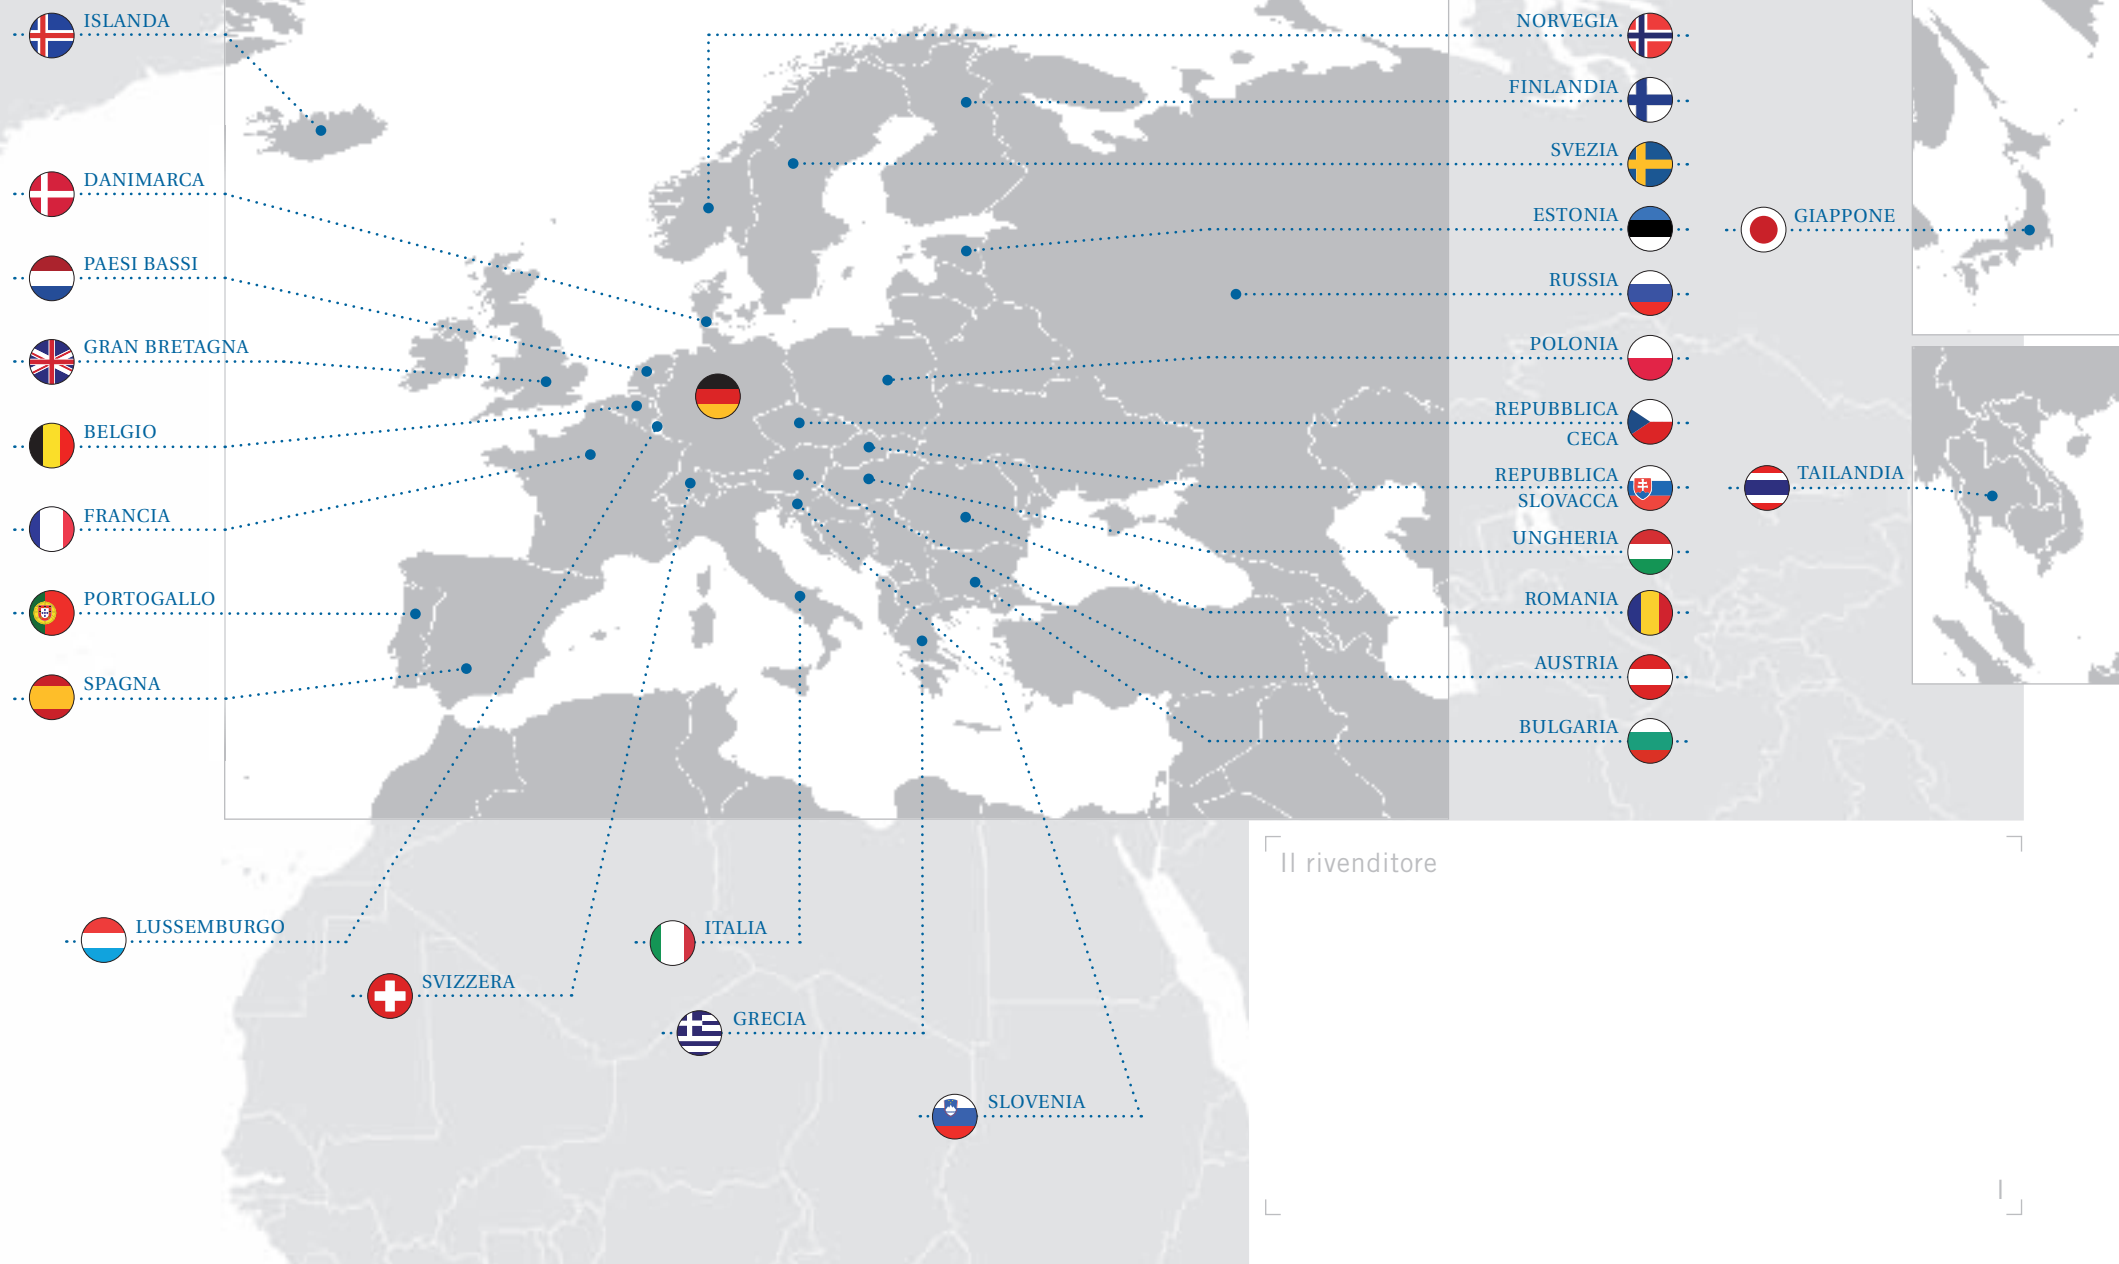 ISLANDA
DANIMARCA
PAESI BASSI
GRAN BRETAGNA
BELGIO
FRANCIA
PORTOGALLO
SPAGNA
LUSSEMBURGO
SVIZZERA
ITALIA
GRECIA
SLOVENIA
NORVEGIA
FINLANDIA
SVEZIA
ESTONIA
RUSSIA
POLONIA
REPUBBLICA
CECA
REPUBBLICA
SLOVACCA
UNGHERIA
ROMANIA
AUSTRIA
BULGARIA
GIAPPONE
TAILANDIA
Il rivenditore
I